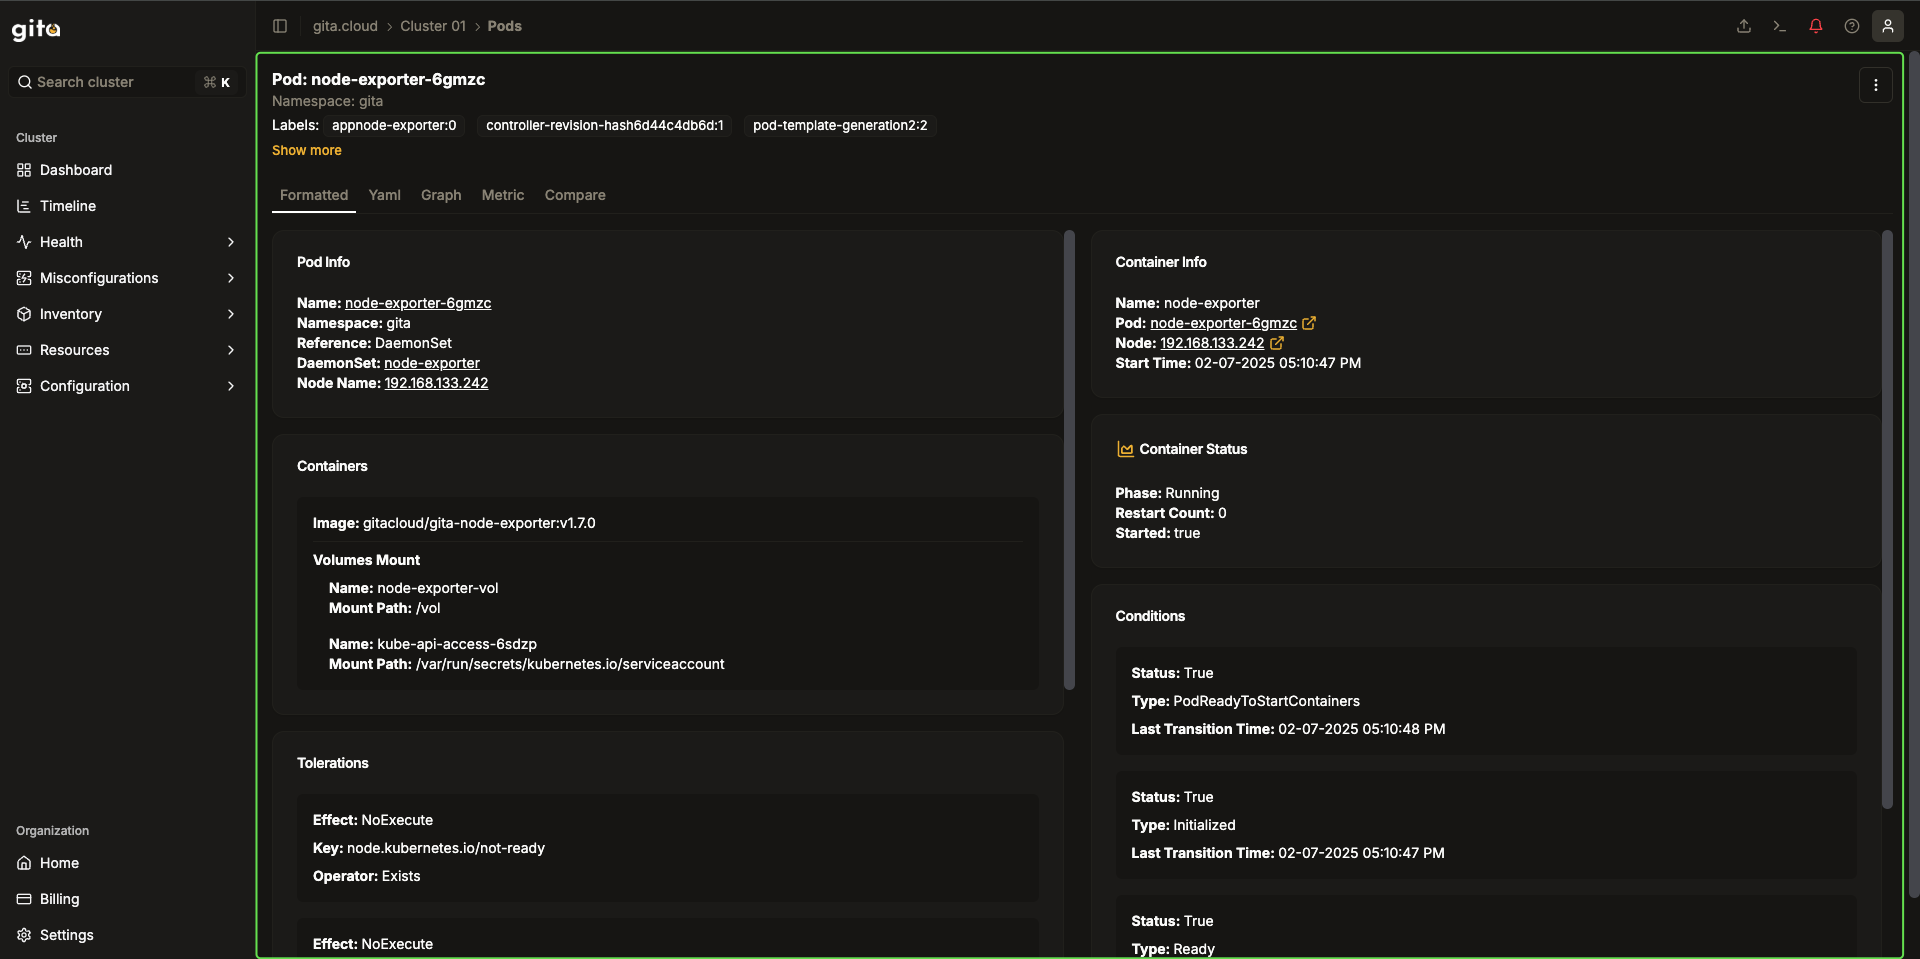 gita
Search cluster ⌘ K
Cluster
Dashboard
Timeline
Health
Misconfigurations
Inventory
Resources
Configuration
Organization
Home
Billing
Settings
gita.cloud > Cluster 01 > Pods
Pod: node-exporter-6gmzc
Namespace: gita
Labels: appnode-exporter:0 controller-revision-hash6d44c4db6d:1 pod-template-generation2:2
Show more
Formatted Yaml Graph Metric Compare
Pod Info
Name: node-exporter-6gmzc
Namespace: gita
Reference: DaemonSet
DaemonSet: node-exporter
Node Name: 192.168.133.242
Containers
Image: gitacloud/gita-node-exporter:v1.7.0
Volumes Mount
Name: node-exporter-vol
Mount Path: /vol
Name: kube-api-access-6sdzp
Mount Path: /var/run/secrets/kubernetes.io/serviceaccount
Tolerations
Effect: NoExecute
Key: node.kubernetes.io/not-ready
Operator: Exists
Effect: NoExecute
Container Info
Name: node-exporter
Pod: node-exporter-6gmzc
Node: 192.168.133.242
Start Time: 02-07-2025 05:10:47 PM
Container Status
Phase: Running
Restart Count: 0
Started: true
Conditions
Status: True
Type: PodReadyToStartContainers
Last Transition Time: 02-07-2025 05:10:48 PM
Status: True
Type: Initialized
Last Transition Time: 02-07-2025 05:10:47 PM
Status: True
Type: Ready